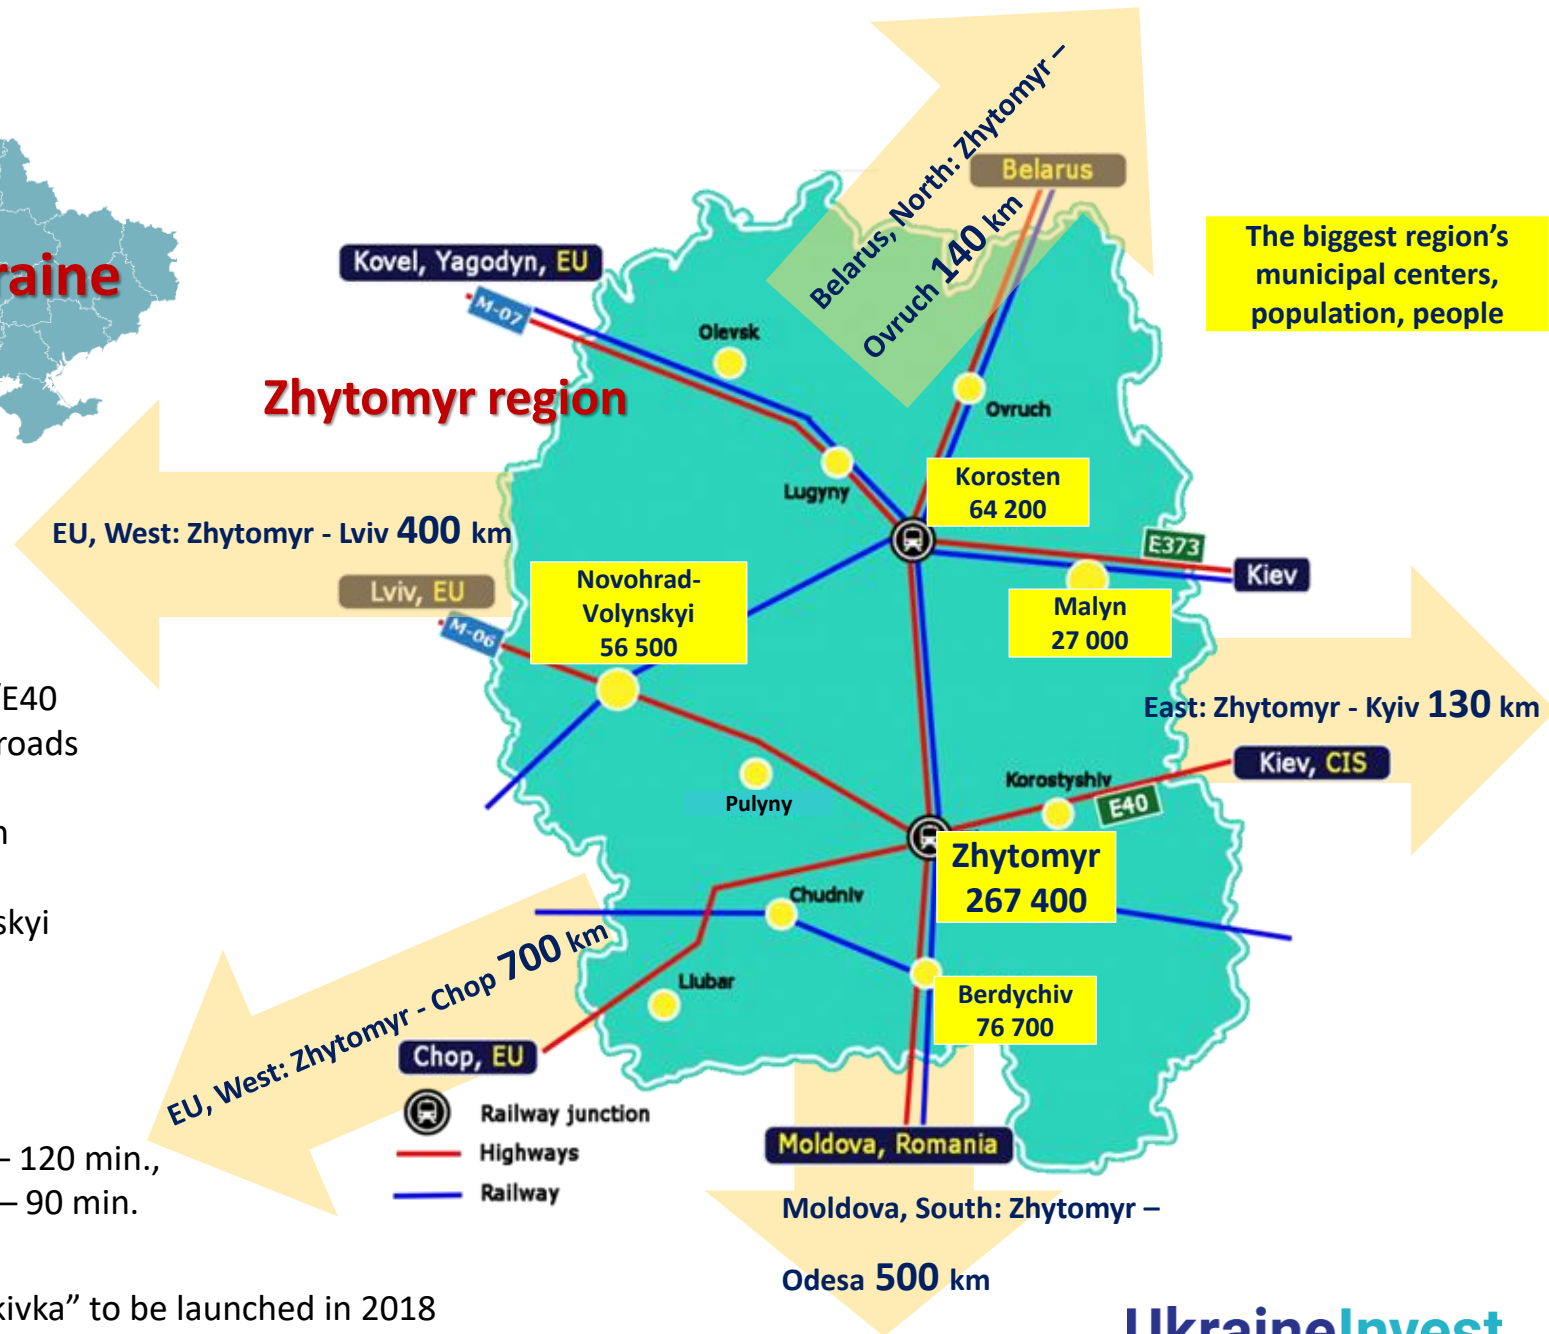 Belarus, North: Zhytomyr –
Ovruch 140 km
Belarus
The biggest region's
municipal centers,
population, people
raine
Kovel, Yagodyn, EU
M-07
Zhytomyr region
Olevsk
Ovruch
Lugyny
Korosten
64 200
EU, West: Zhytomyr - Lviv 400 km
E373
Kiev
Lviv, EU
M-06
Novohrad-
Volynskyi
56 500
Malyn
27 000
/E40
roads
East: Zhytomyr - Kyiv 130 km
Kiev, CIS
Korostyshiv
E40
Pulyny
n
skyi
Zhytomyr
267 400
Chudniv
Liubar
Berdychiv
76 700
EU, West: Zhytomyr - Chop 700 km
Chop, EU
Railway junction
Highways
Railway
Moldova, Romania
– 120 min.,
– 90 min.
Moldova, South: Zhytomyr –
Odesa 500 km
kivka” to be launched in 2018
UkraineInvest